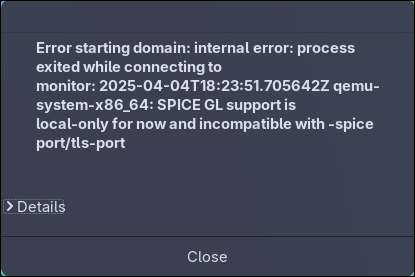 Error starting domain: internal error: process
exited while connecting to
monitor: 2025-04-04T18:23:51.705642Z qemu-
system-x86_64: SPICE GL support is
local-only for now and incompatible with -spice
port/tls-port
Details
Close